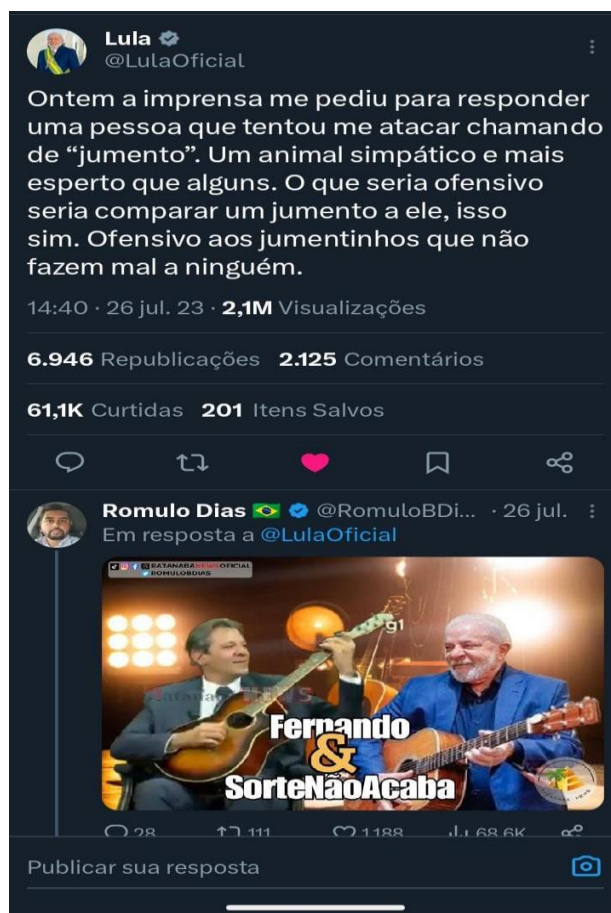 Lula
@LulaOficial
Ontem a imprensa me pediu para responder
uma pessoa que tentou me atacar chamando
de “jumento”. Um animal simpático e mais
esperto que alguns. O que seria ofensivo
seria comparar um jumento a ele, isso
sim. Ofensivo aos jumentinhos que não
fazem mal a ninguém.
14:40 · 26 jul. 23 · 2,1M Visualizações
6.946 Republicações 2.125 Comentários
61,1K Curtidas 201 Itens Salvos
Romulo Dias @RomuloBDi... · 26 jul.
Em resposta a @LulaOficial
RATANABANEWSOFICIAL
ROMULOBDIAS
g1
Fernando
&
SorteNãoAcaba
28 111 1188 68.6K
Publicar sua resposta